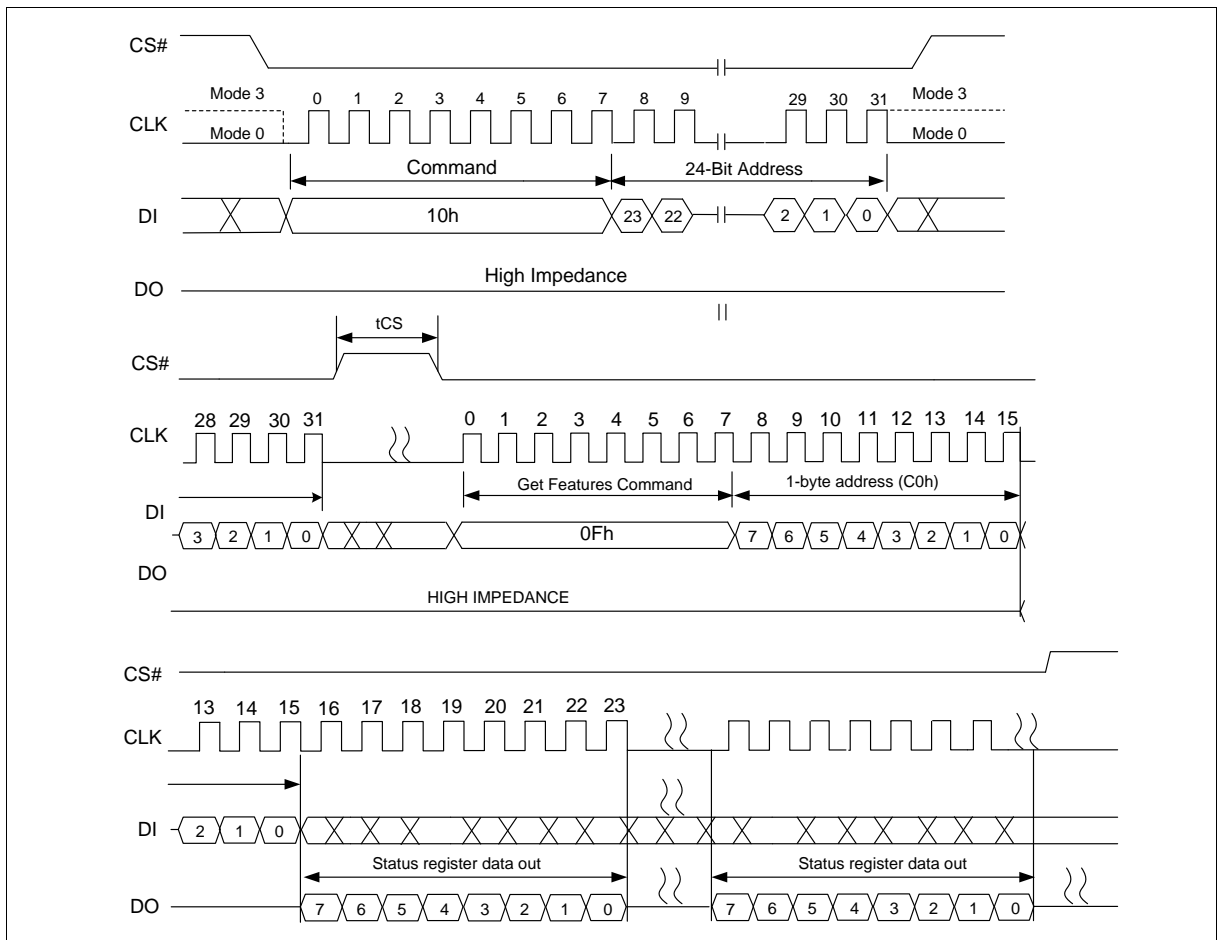 CS#
Mode 3 0 1 2 3 4 5 6 7 8 9 29 30 31 Mode 3
CLK
Mode 0 Mode 0
Command 24-Bit Address
DI 10h 23 22 2 1 0
High Impedance
DO
tCS
CS#
28 29 30 31 0 1 2 3 4 5 6 7 8 9 10 11 12 13 14 15
CLK
Get Features Command 1-byte address (C0h)
DI
3 2 1 0 0Fh 7 6 5 4 3 2 1 0
DO
HIGH IMPEDANCE
CS#
13 14 15 16 17 18 19 20 21 22 23
CLK
DI 2 1 0
Status register data out Status register data out
DO 7 6 5 4 3 2 1 0 7 6 5 4 3 2 1 0